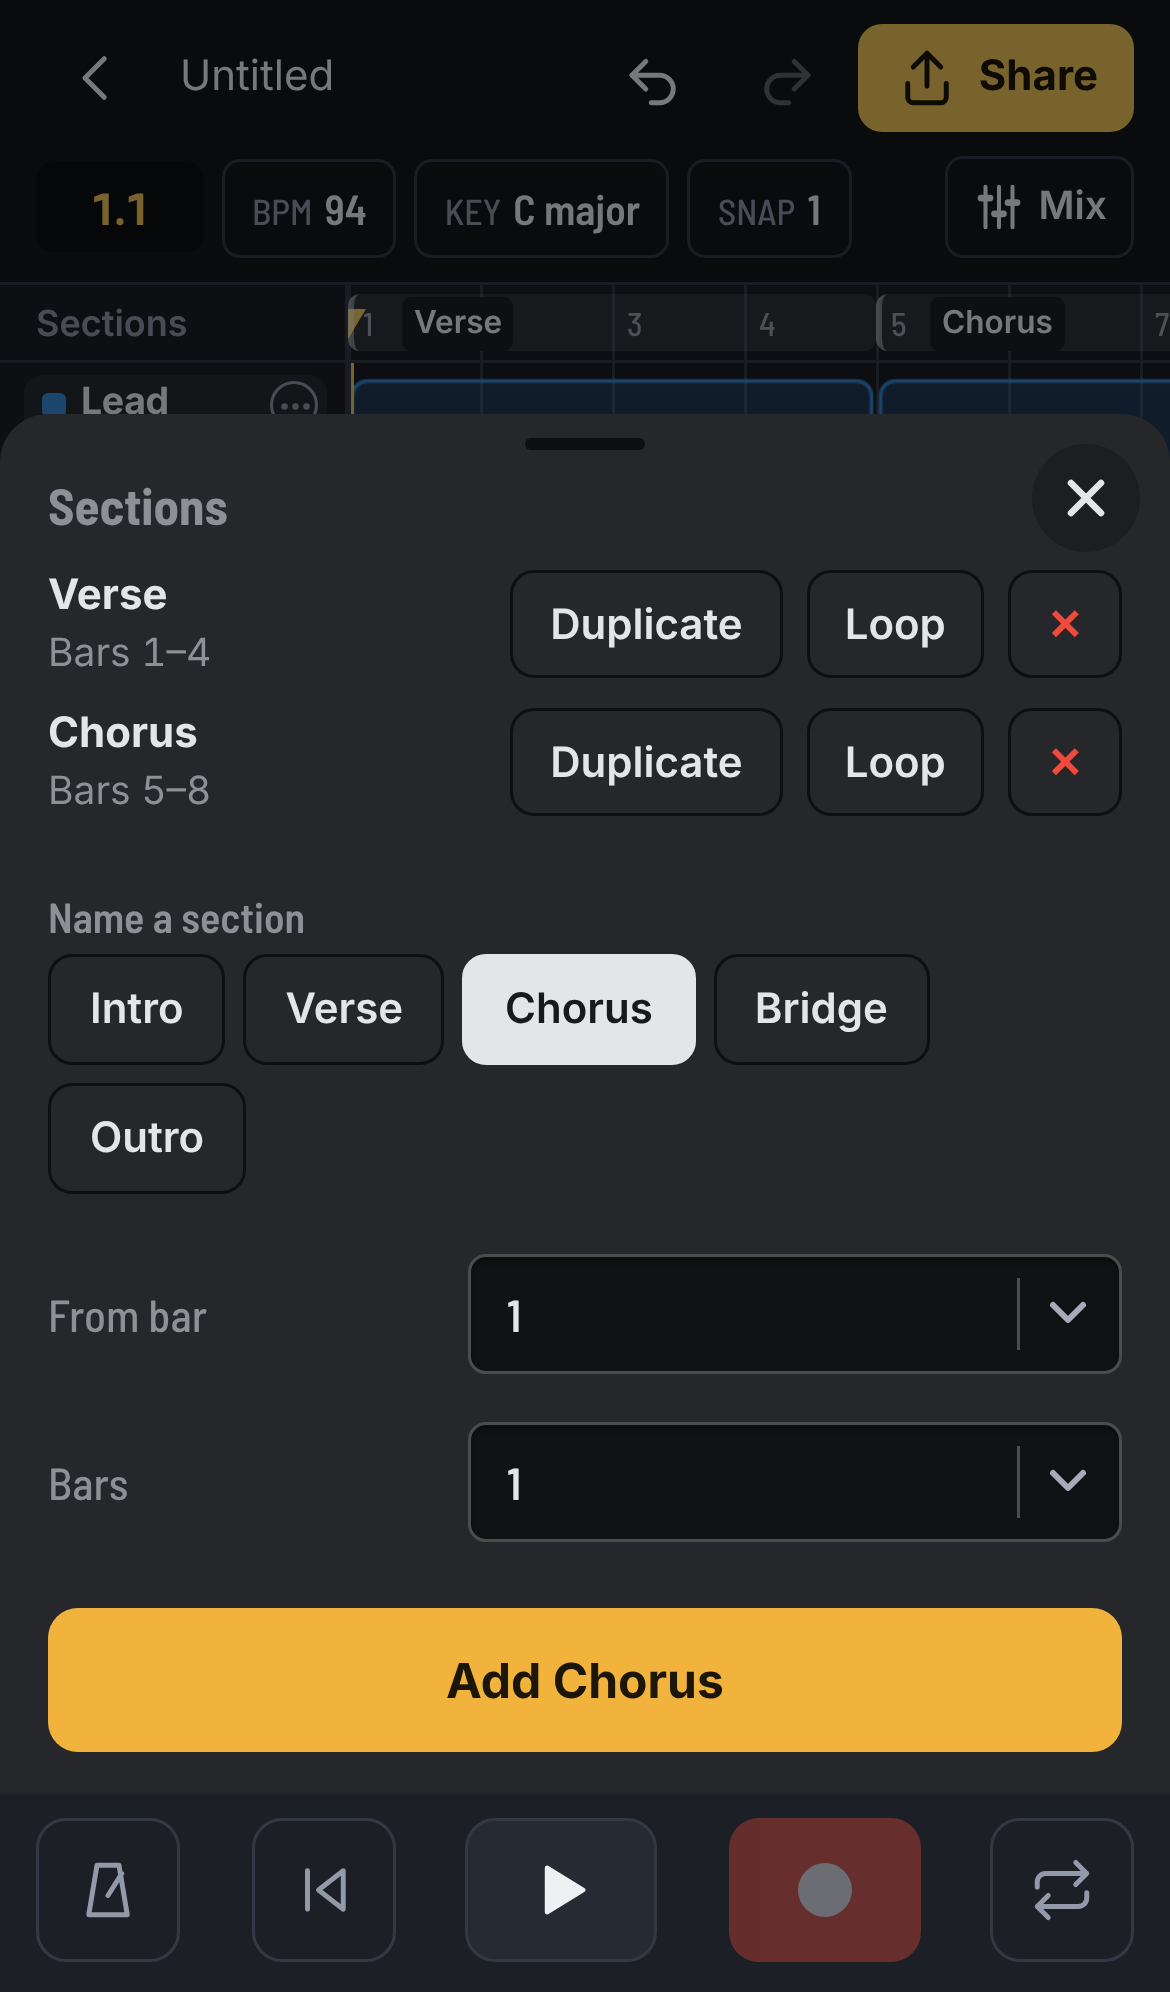 Untitled
Share
1.1
BPM 94
KEY C major
SNAP 1
Mix
Sections
1 Verse 3 4 5 Chorus 7
Lead
Sections
Verse
Bars 1–4
Duplicate Loop ×
Chorus
Bars 5–8
Duplicate Loop ×
Name a section
Intro Verse Chorus Bridge
Outro
From bar 1
Bars 1
Add Chorus